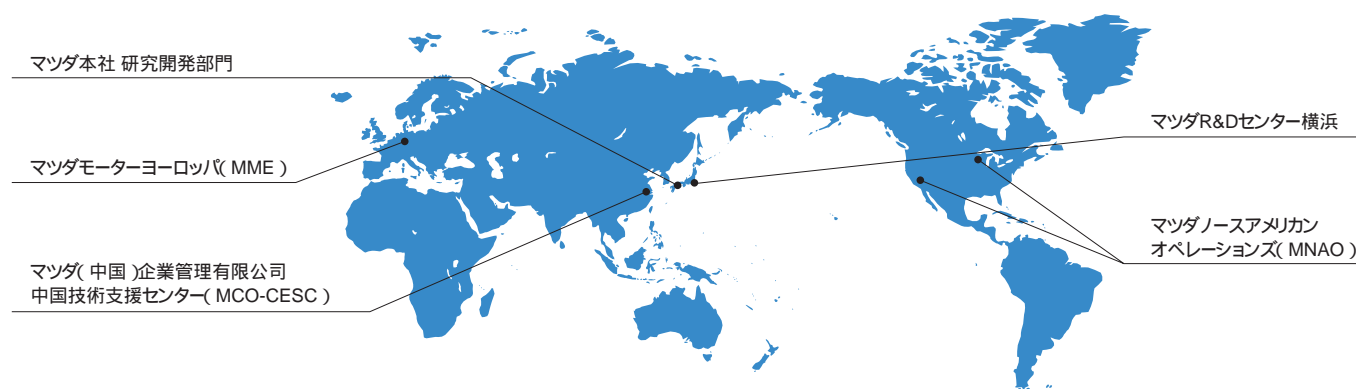 マツダ本社 研究開発部門
マツダモーターヨーロッパ(MME)
マツダ(中国)企業管理有限公司
中国技術支援センター(MCO-CESC)
マツダR&Dセンター横浜
マツダノースアメリカン
オペレーションズ(MNAO)